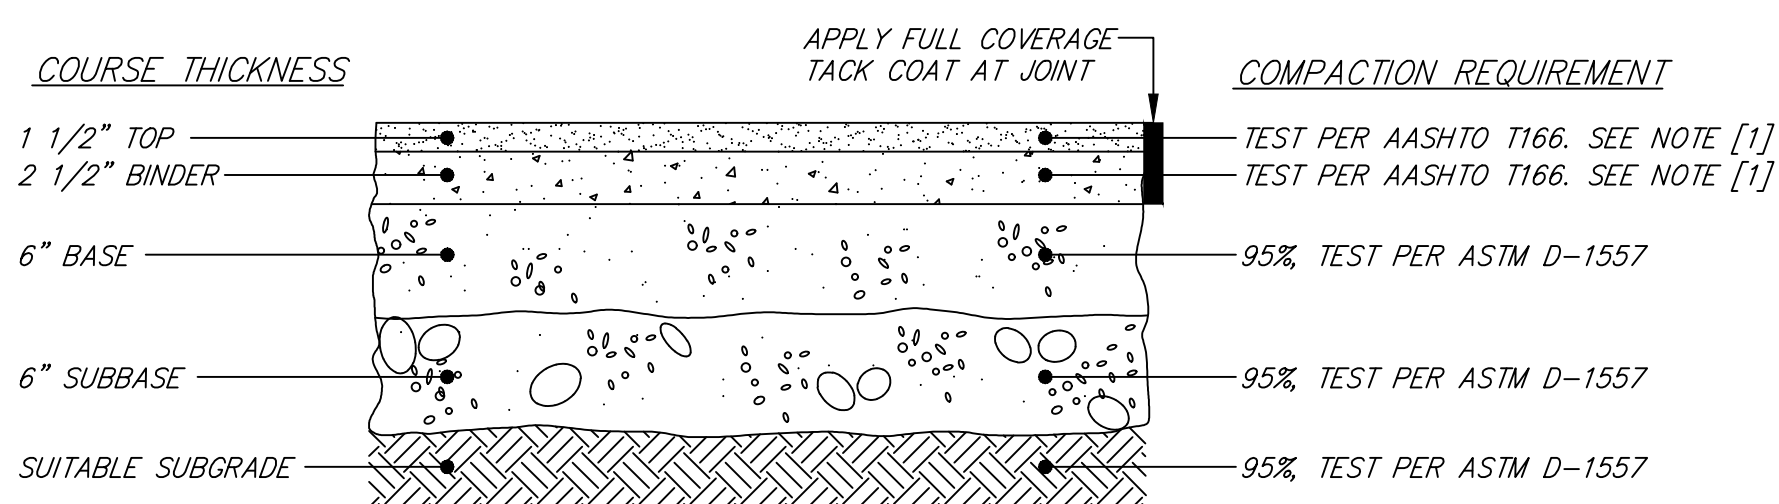 APPLY FULL COVERAGE
TACK COAT AT JOINT
COURSE THICKNESS
COMPACTION REQUIREMENT
1 1/2" TOP
TEST PER AASHTO T166. SEE NOTE [1]
2 1/2" BINDER
TEST PER AASHTO T166. SEE NOTE [1]
6" BASE
95%, TEST PER ASTM D-1557
6" SUBBASE
95%, TEST PER ASTM D-1557
SUITABLE SUBGRADE
95%, TEST PER ASTM D-1557